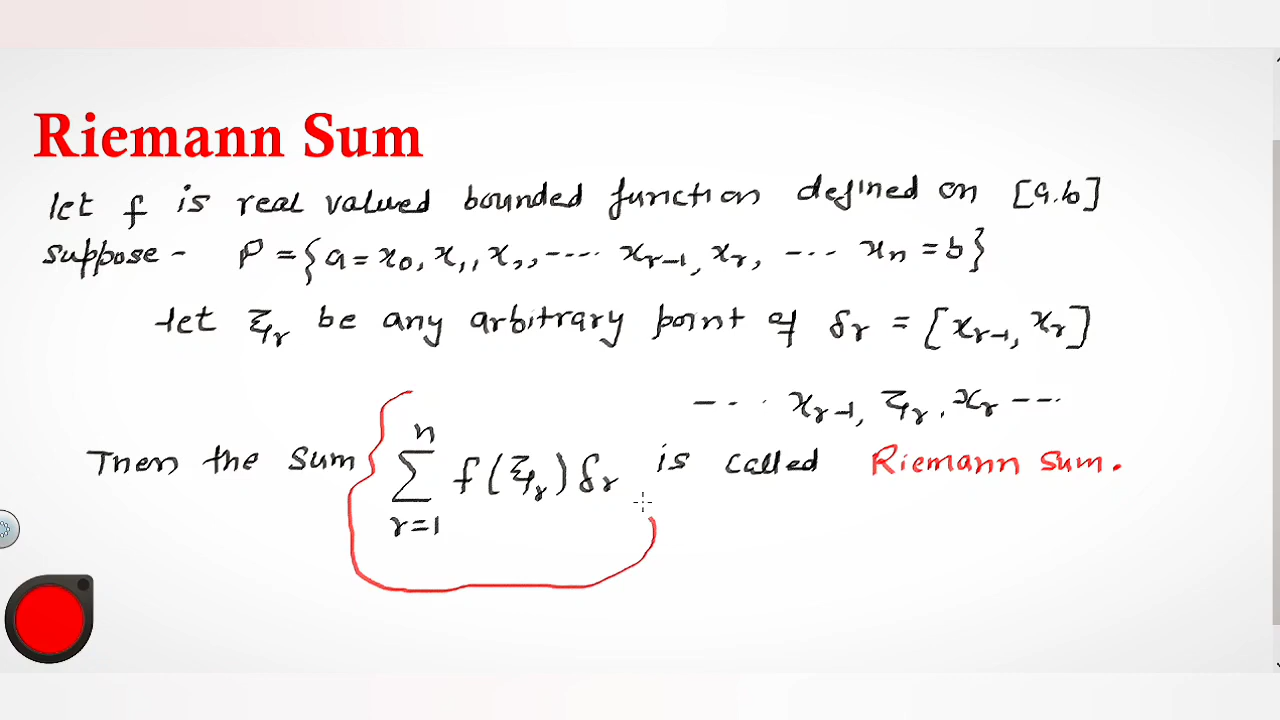 Riemann Sum
let f is real valued bounded function defined on [a.b]
suppose - P = {a = x₀, x₁, x₂, ---- xᵣ₋₁, xᵣ, --- xₙ = b}
let ξᵣ be any arbitrary point of δᵣ = [xᵣ₋₁, xᵣ]
--- xᵣ₋₁, ξᵣ, xᵣ ---
n
Then the sum ∑ f(ξᵣ) δᵣ is called Riemann sum.
r=1